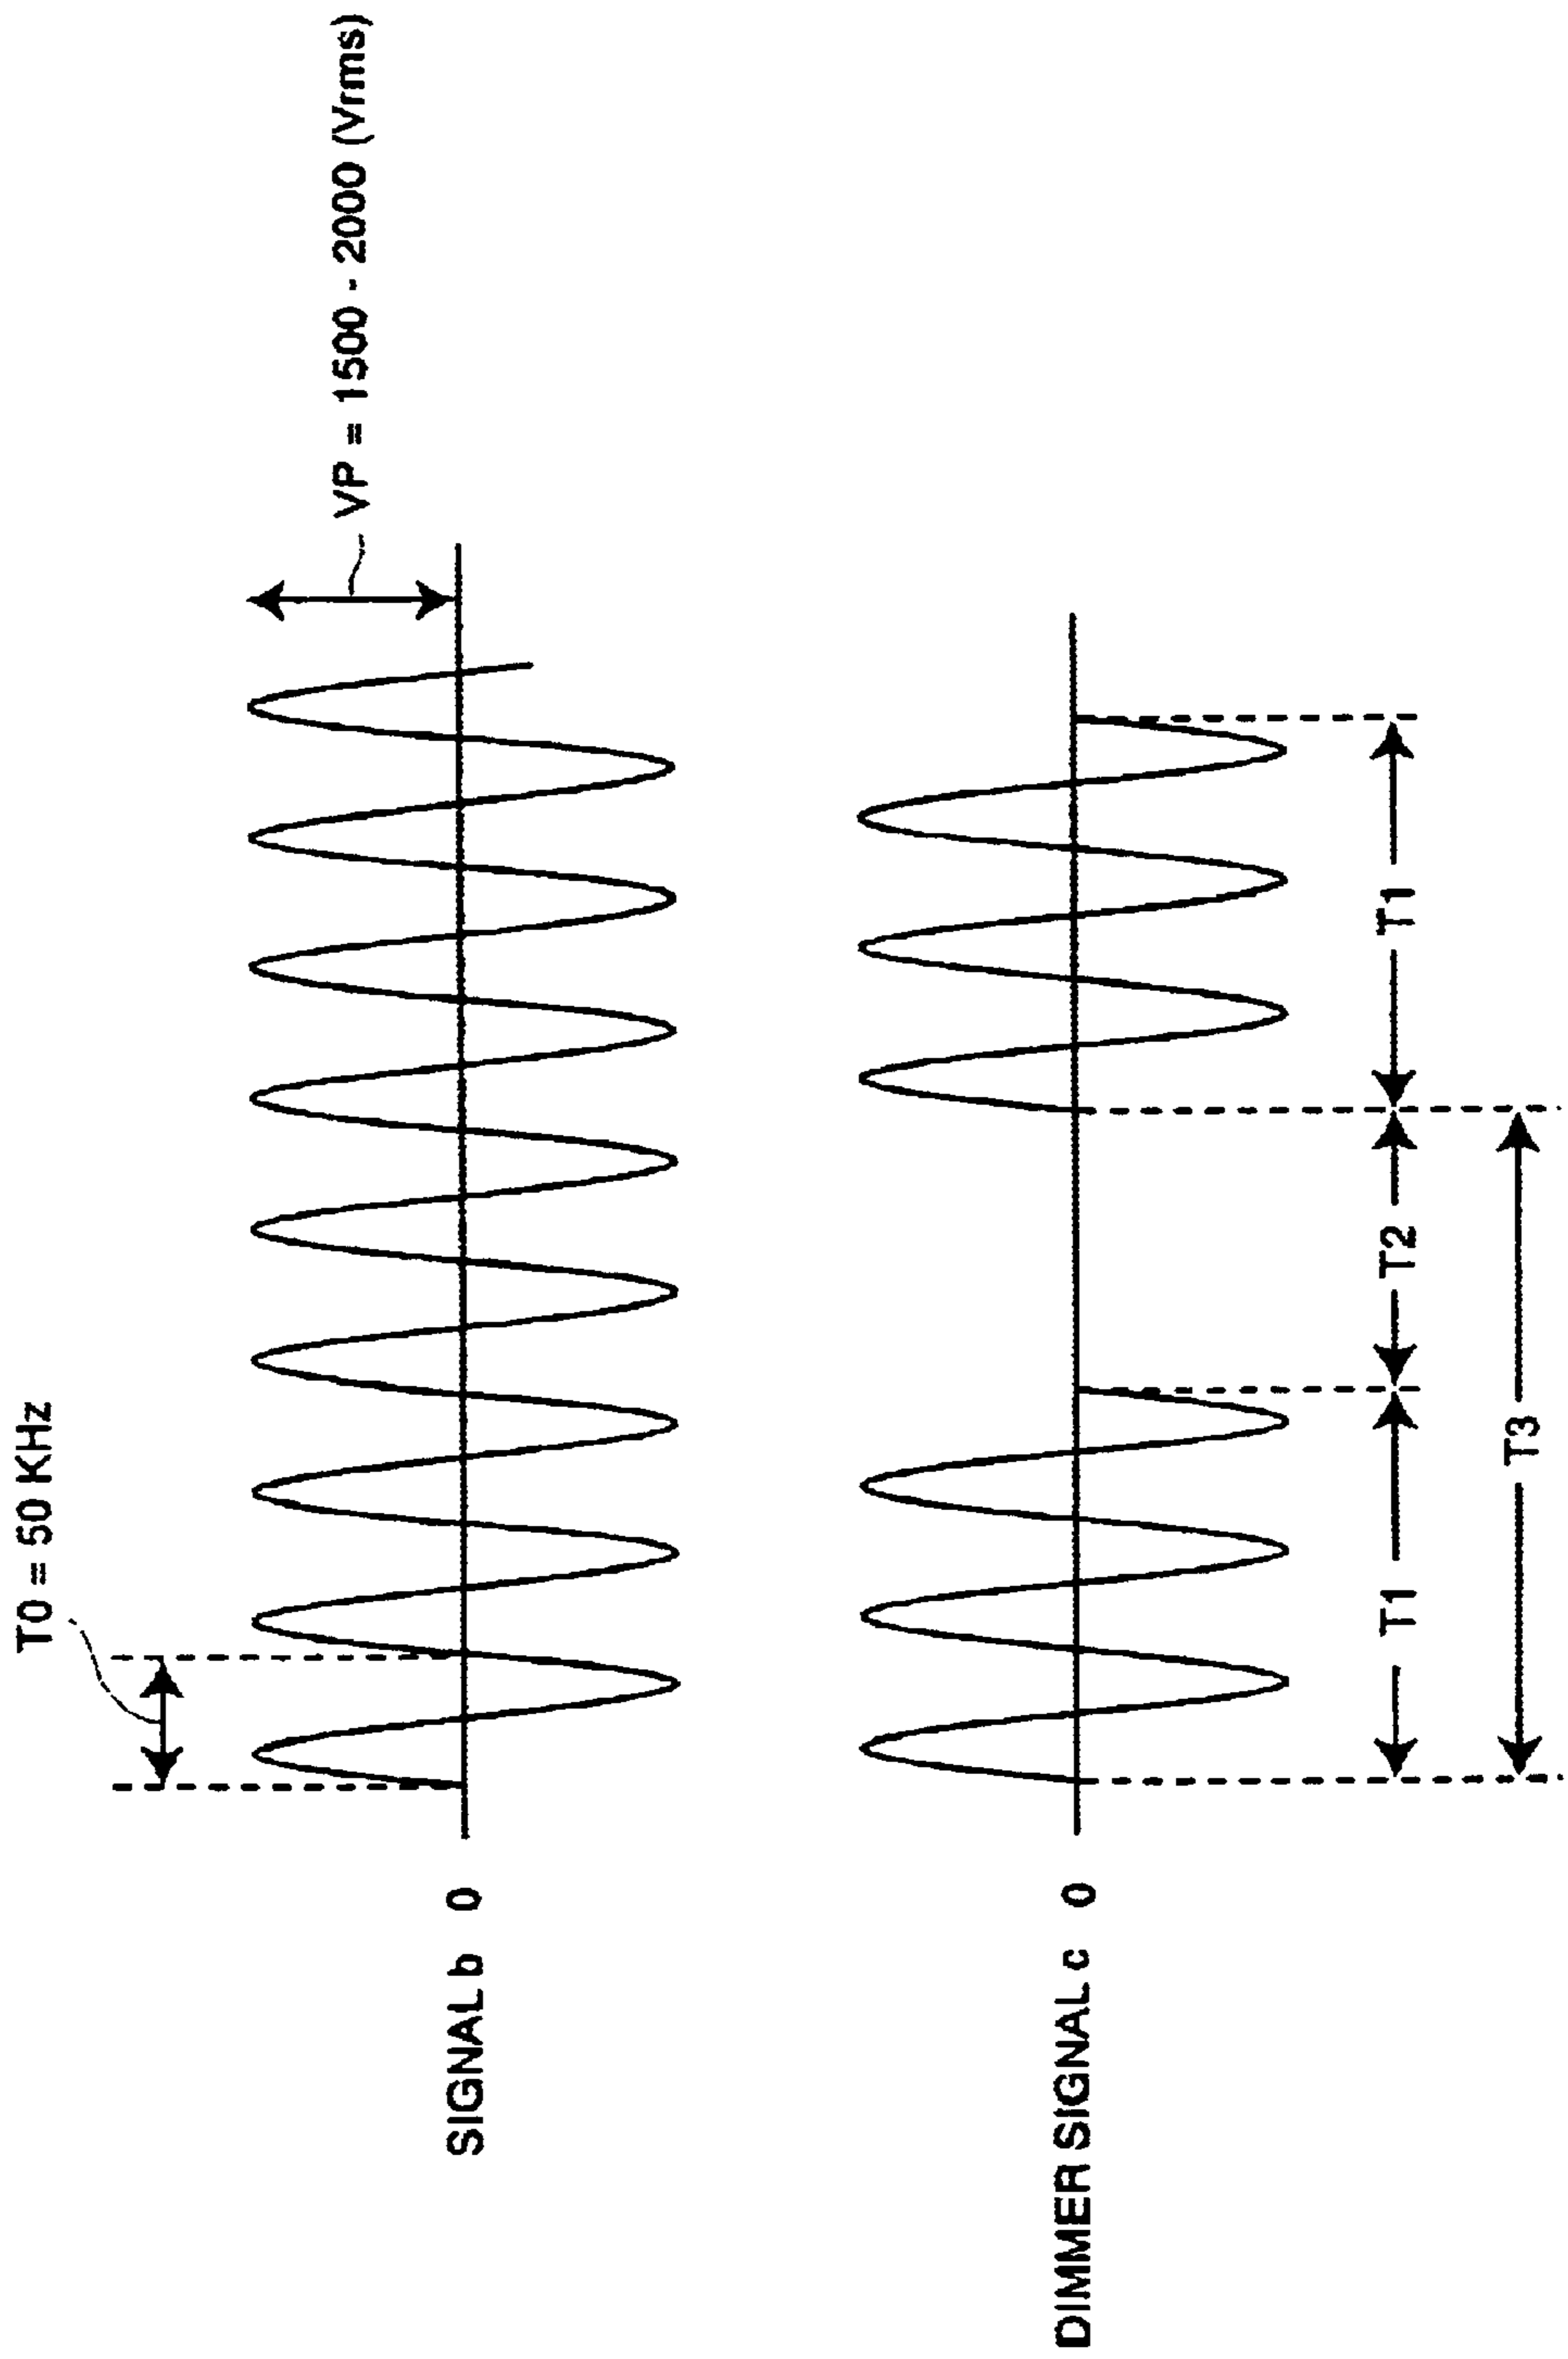 T0 = 50 KHz
VP = 1500 - 2000 (Vrms)
SIGNAL b 0
DIMMER SIGNAL c 0
T1
T2
T1
T3